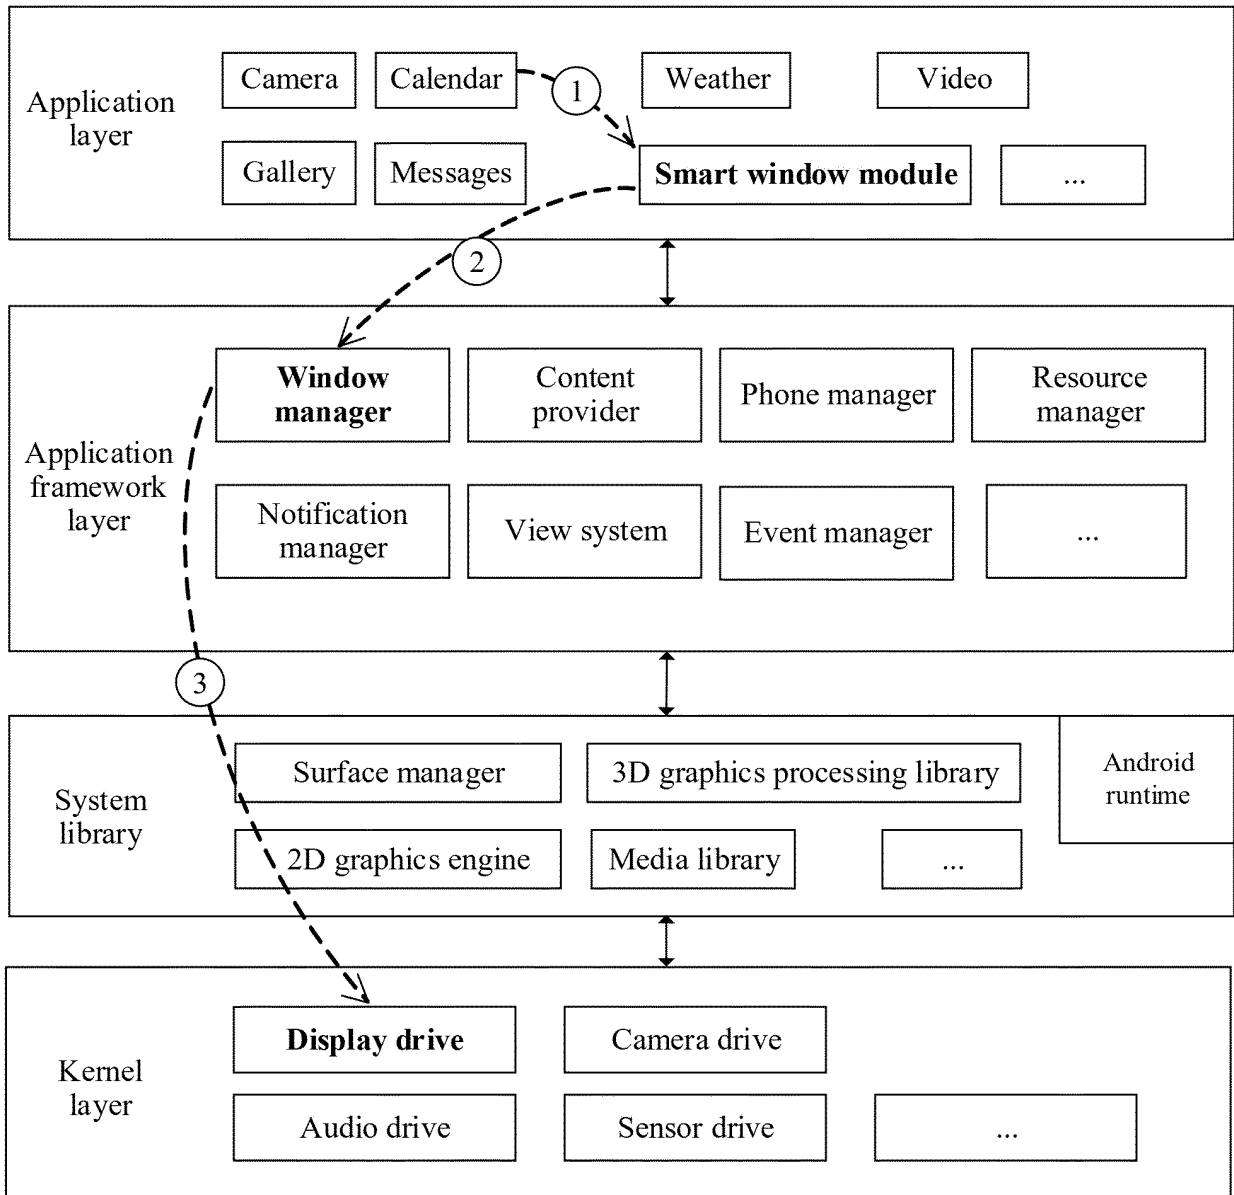 Application
layer
Camera
Calendar
1
Weather
Video
Gallery
Messages
Smart window module
...
2
Application
framework
layer
Window
manager
Content
provider
Phone manager
Resource
manager
Notification
manager
View system
Event manager
...
3
System
library
Surface manager
3D graphics processing library
Android
runtime
2D graphics engine
Media library
...
Kernel
layer
Display drive
Camera drive
Audio drive
Sensor drive
...